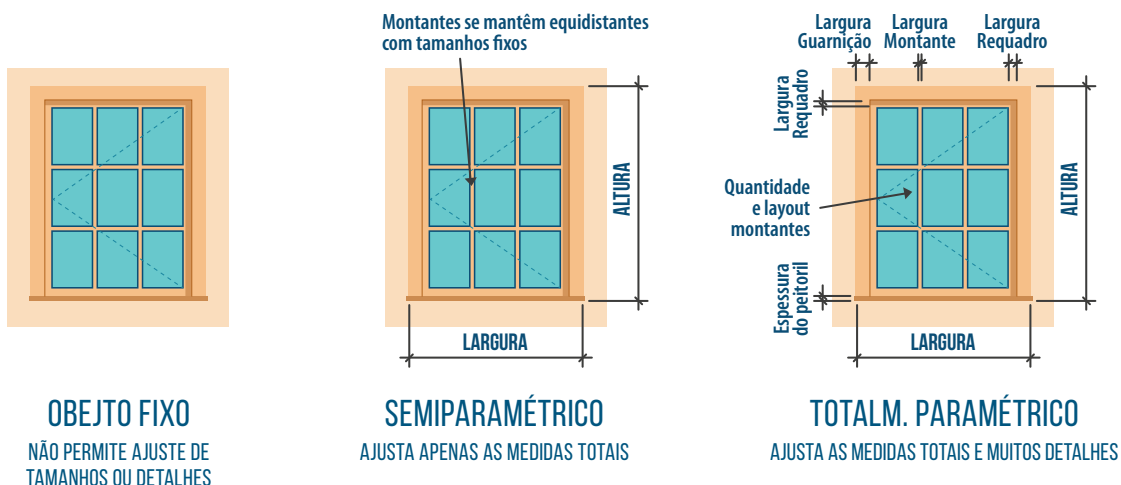 Montantes se mantêm equidistantes
com tamanhos fixos
Largura
Guarnição
Largura
Montante
Largura
Requadro
Largura
Requadro
Quantidade
e layout
montantes
Espessura
do peitoril
ALTURA
ALTURA
LARGURA
LARGURA
OBEJTO FIXO
NÃO PERMITE AJUSTE DE
TAMANHOS OU DETALHES
SEMIPARAMÉTRICO
AJUSTA APENAS AS MEDIDAS TOTAIS
TOTALM. PARAMÉTRICO
AJUSTA AS MEDIDAS TOTAIS E MUITOS DETALHES